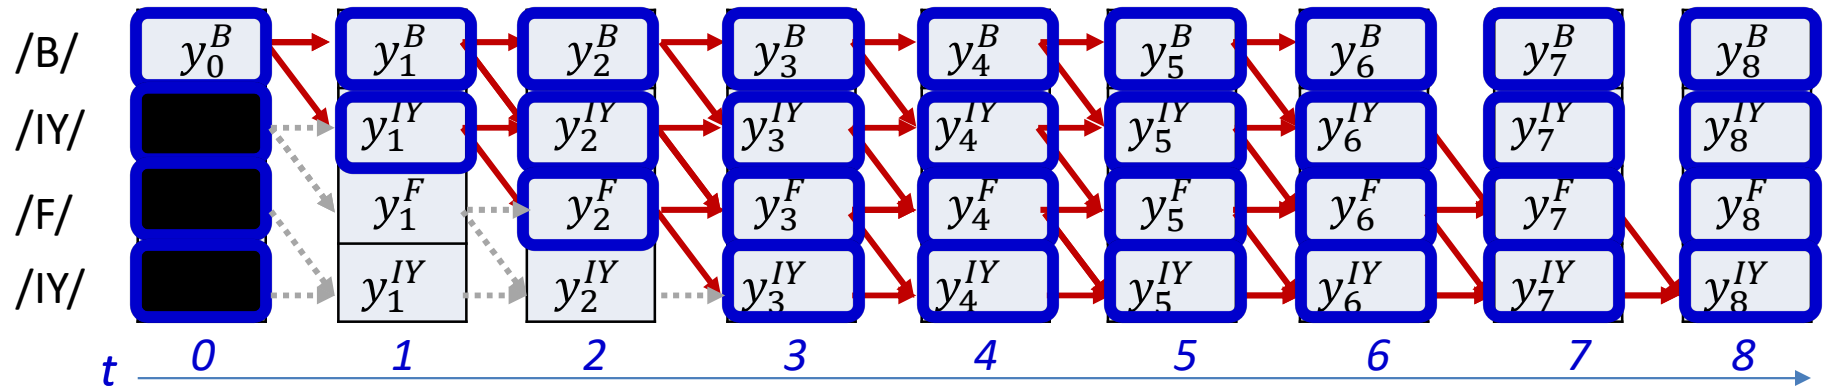 /B/ y_0^B y_1^B y_2^B y_3^B y_4^B y_5^B y_6^B y_7^B y_8^B
/IY/ y_1^{IY} y_2^{IY} y_3^{IY} y_4^{IY} y_5^{IY} y_6^{IY} y_7^{IY} y_8^{IY}
/F/ y_1^F y_2^F y_3^F y_4^F y_5^F y_6^F y_7^F y_8^F
/IY/ y_1^{IY} y_2^{IY} y_3^{IY} y_4^{IY} y_5^{IY} y_6^{IY} y_7^{IY} y_8^{IY}
0 1 2 3 4 5 6 7 8
t